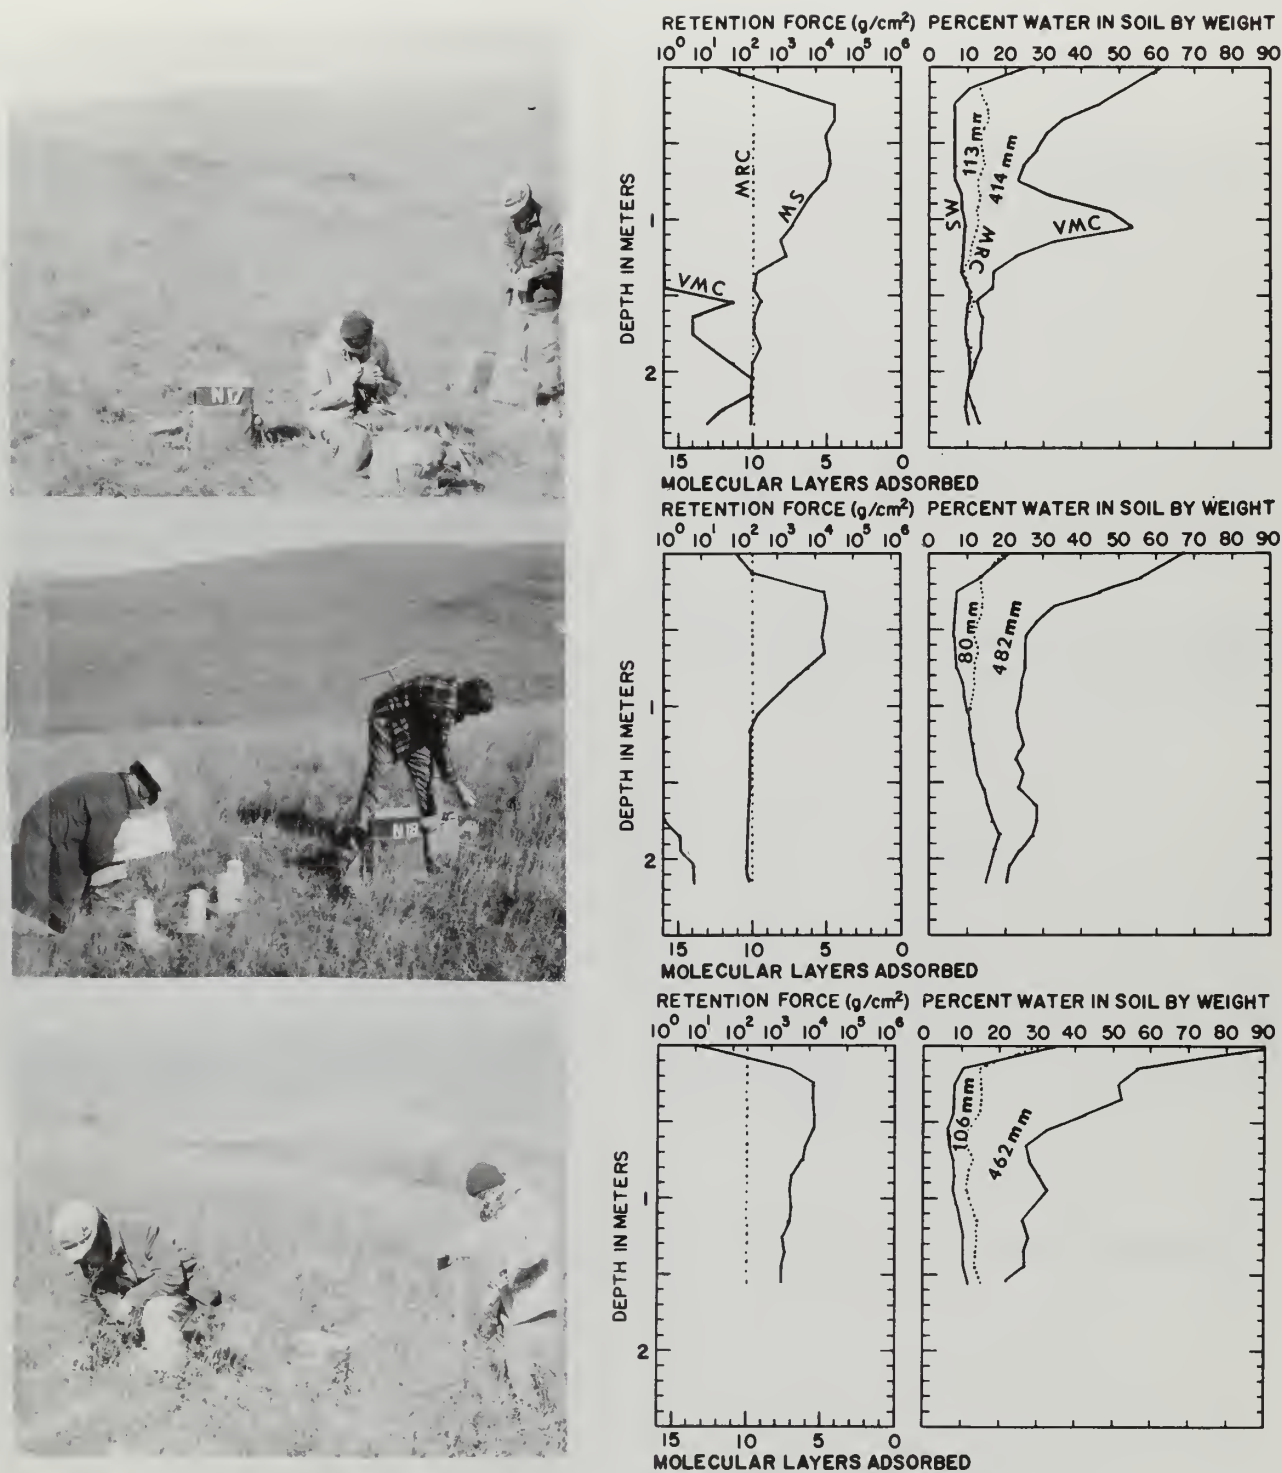 RETENTION FORCE (g/cm²) PERCENT WATER IN SOIL BY WEIGHT
10⁰ 10¹ 10² 10³ 10⁴ 10⁵ 10⁶ 0 10 20 30 40 50 60 70 80 90
MRC
MS
VMC
DEPTH IN METERS
1
2
15 10 5 0
MOLECULAR LAYERS ADSORBED
MS
113 mm
MRC
414 mm
VMC
N17
RETENTION FORCE (g/cm²) PERCENT WATER IN SOIL BY WEIGHT
10⁰ 10¹ 10² 10³ 10⁴ 10⁵ 10⁶ 0 10 20 30 40 50 60 70 80 90
DEPTH IN METERS
1
2
15 10 5 0
MOLECULAR LAYERS ADSORBED
80 mm
482 mm
N18
RETENTION FORCE (g/cm²) PERCENT WATER IN SOIL BY WEIGHT
10⁰ 10¹ 10² 10³ 10⁴ 10⁵ 10⁶ 0 10 20 30 40 50 60 70 80 90
DEPTH IN METERS
1
2
15 10 5 0
MOLECULAR LAYERS ADSORBED
106 mm
462 mm